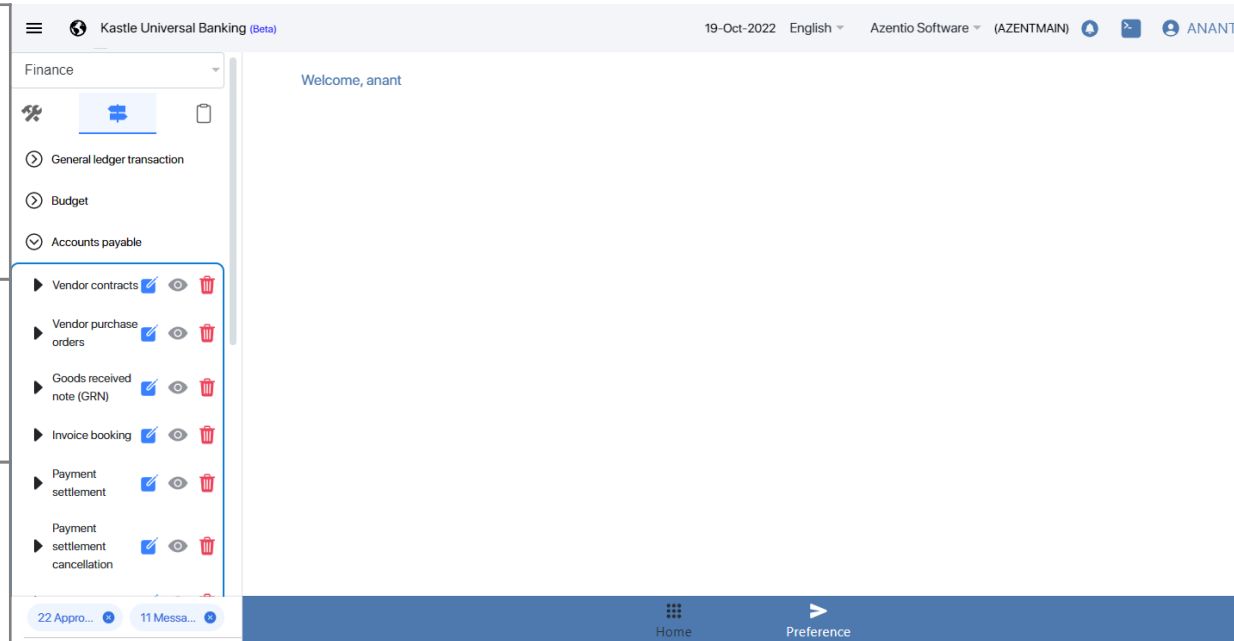 Kastle Universal Banking (Beta)
19-Oct-2022 English Azentio Software (AZENTMAIN) ANANT
Finance
Welcome, anant
General ledger transaction
Budget
Accounts payable
Vendor contracts
Vendor purchase
orders
Goods received
note (GRN)
Invoice booking
Payment
settlement
Payment
settlement
cancellation
22 Appro...
11 Messa...
Home
Preference